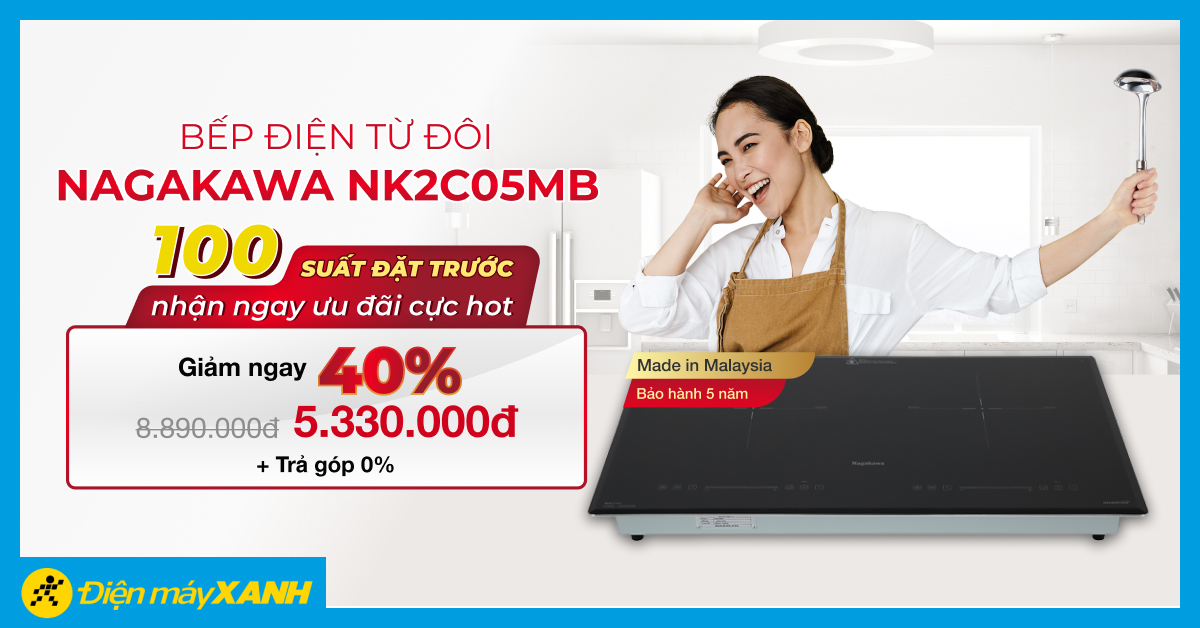 BẾP ĐIỆN TỪ ĐÔI
NAGAKAWA NK2C05MB
100
SUẤT ĐẶT TRƯỚC
nhận ngay ưu đãi cực hot
Giảm ngay 40%
8.890.000đ 5.330.000đ
+ Trả góp 0%
Made in Malaysia
Bảo hành 5 năm
Nagakawa
Điện máy XANH